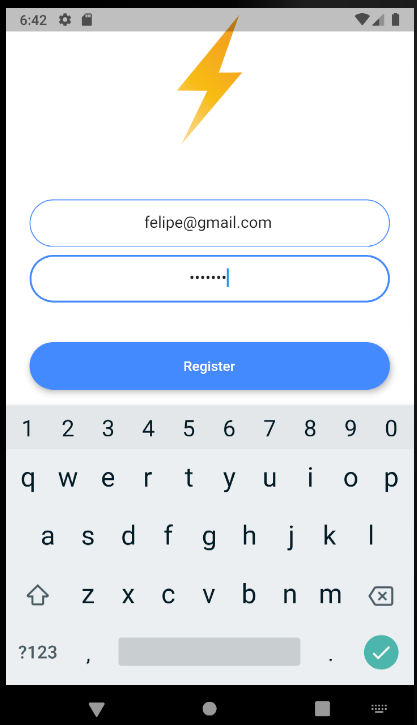 6:42
felipe@gmail.com
•••••••
Register
1 2 3 4 5 6 7 8 9 0
q w e r t y u i o p
a s d f g h j k l
z x c v b n m
?123 , .